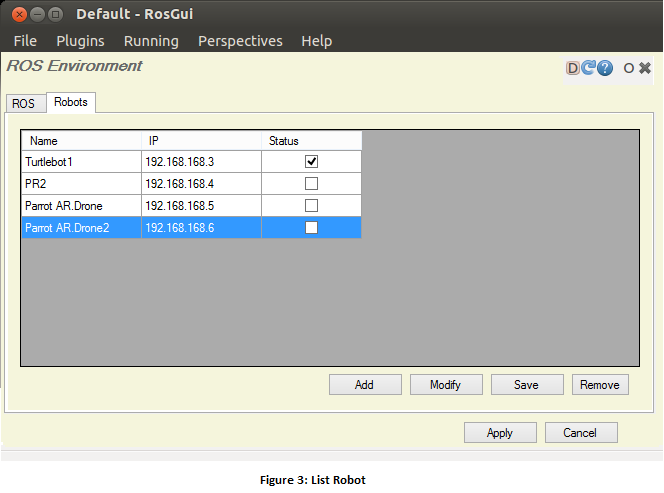 Default - RosGui
File Plugins Running Perspectives Help
ROS Environment
D ? O
ROS Robots
Name IP Status
Turtlebot1 192.168.168.3
PR2 192.168.168.4
Parrot AR.Drone 192.168.168.5
Parrot AR.Drone2 192.168.168.6
Add Modify Save Remove
Apply Cancel
Figure 3: List Robot